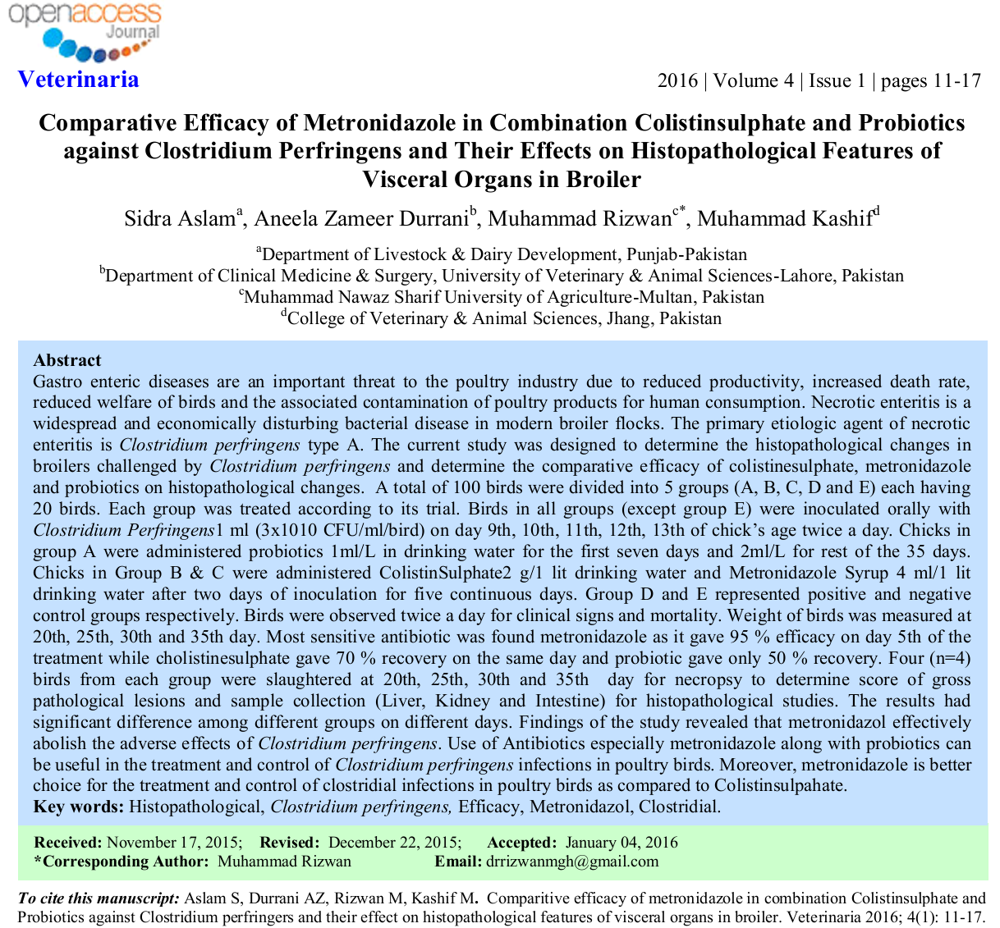 openaccess
Journal
Veterinaria
2016 | Volume 4 | Issue 1 | pages 11-17
Comparative Efficacy of Metronidazole in Combination Colistinsulphate and Probiotics
against Clostridium Perfringens and Their Effects on Histopathological Features of
Visceral Organs in Broiler
Sidra Aslamᵃ, Aneela Zameer Durraniᵇ, Muhammad Rizwanᶜ*, Muhammad Kashifᵈ
ᵃDepartment of Livestock & Dairy Development, Punjab-Pakistan
ᵇDepartment of Clinical Medicine & Surgery, University of Veterinary & Animal Sciences-Lahore, Pakistan
ᶜMuhammad Nawaz Sharif University of Agriculture-Multan, Pakistan
ᵈCollege of Veterinary & Animal Sciences, Jhang, Pakistan
Abstract
Gastro enteric diseases are an important threat to the poultry industry due to reduced productivity, increased death rate,
reduced welfare of birds and the associated contamination of poultry products for human consumption. Necrotic enteritis is a
widespread and economically disturbing bacterial disease in modern broiler flocks. The primary etiologic agent of necrotic
enteritis is Clostridium perfringens type A. The current study was designed to determine the histopathological changes in
broilers challenged by Clostridium perfringens and determine the comparative efficacy of colistinesulphate, metronidazole
and probiotics on histopathological changes. A total of 100 birds were divided into 5 groups (A, B, C, D and E) each having
20 birds. Each group was treated according to its trial. Birds in all groups (except group E) were inoculated orally with
Clostridium Perfringens1 ml (3x1010 CFU/ml/bird) on day 9th, 10th, 11th, 12th, 13th of chick's age twice a day. Chicks in
group A were administered probiotics 1ml/L in drinking water for the first seven days and 2ml/L for rest of the 35 days.
Chicks in Group B & C were administered ColistinSulphate2 g/1 lit drinking water and Metronidazole Syrup 4 ml/1 lit
drinking water after two days of inoculation for five continuous days. Group D and E represented positive and negative
control groups respectively. Birds were observed twice a day for clinical signs and mortality. Weight of birds was measured at
20th, 25th, 30th and 35th day. Most sensitive antibiotic was found metronidazole as it gave 95 % efficacy on day 5th of the
treatment while cholistinesulphate gave 70 % recovery on the same day and probiotic gave only 50 % recovery. Four (n=4)
birds from each group were slaughtered at 20th, 25th, 30th and 35th day for necropsy to determine score of gross
pathological lesions and sample collection (Liver, Kidney and Intestine) for histopathological studies. The results had
significant difference among different groups on different days. Findings of the study revealed that metronidazol effectively
abolish the adverse effects of Clostridium perfringens. Use of Antibiotics especially metronidazole along with probiotics can
be useful in the treatment and control of Clostridium perfringens infections in poultry birds. Moreover, metronidazole is better
choice for the treatment and control of clostridial infections in poultry birds as compared to Colistinsulpahate.
Key words: Histopathological, Clostridium perfringens, Efficacy, Metronidazol, Clostridial.
Received: November 17, 2015; Revised: December 22, 2015; Accepted: January 04, 2016
*Corresponding Author: Muhammad Rizwan Email: drrizwanmgh@gmail.com
To cite this manuscript: Aslam S, Durrani AZ, Rizwan M, Kashif M. Comparitive efficacy of metronidazole in combination Colistinsulphate and
Probiotics against Clostridium perfringers and their effect on histopathological features of visceral organs in broiler. Veterinaria 2016; 4(1): 11-17.